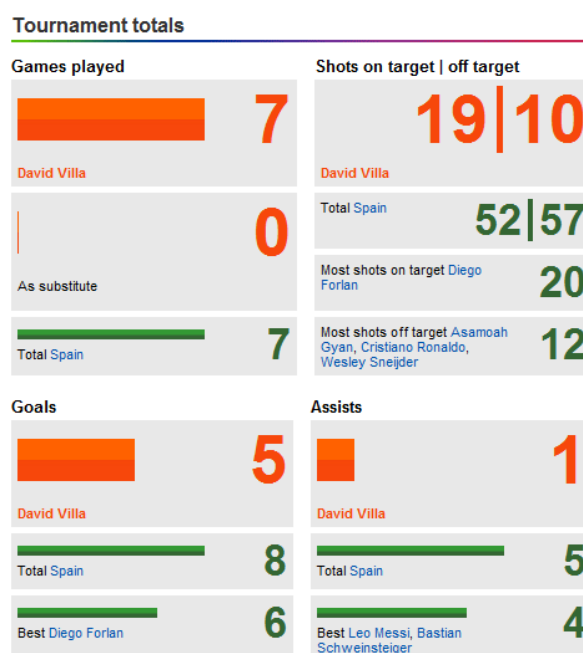 Tournament totals
Games played
7
David Villa
0
As substitute
Total Spain
7
Shots on target | off target
19|10
David Villa
Total Spain
52|57
Most shots on target Diego
Forlan
20
Most shots off target Asamoah
Gyan, Cristiano Ronaldo,
Wesley Sneijder
12
Goals
5
David Villa
Total Spain
8
Best Diego Forlan
6
Assists
1
David Villa
Total Spain
5
Best Leo Messi, Bastian
Schweinsteiger
4